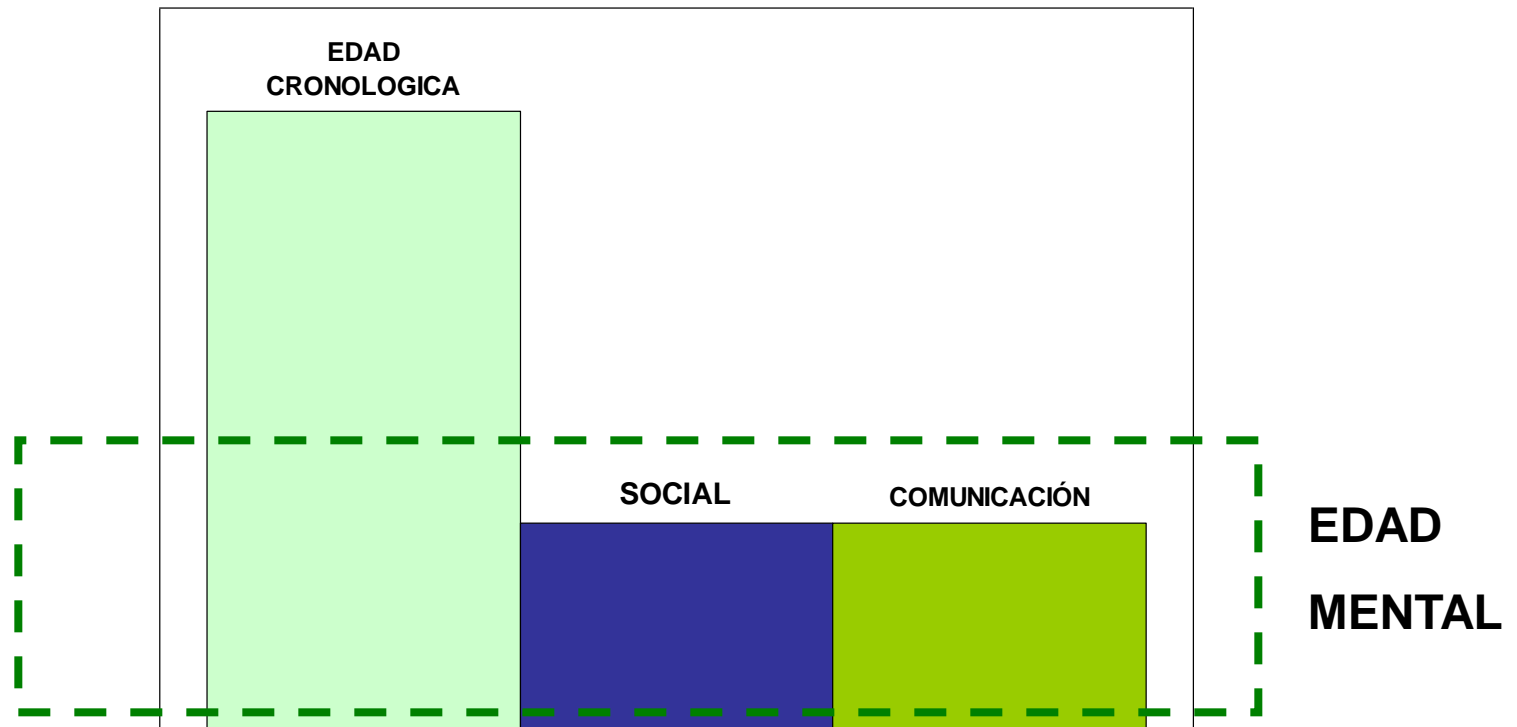 EDAD
CRONOLOGICA
SOCIAL
COMUNICACIÓN
EDAD
MENTAL